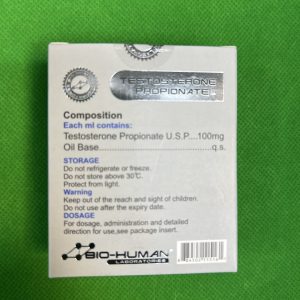 TESTOSTERONE
PROPIONATE
Composition
Each ml contains:
Testosterone Propionate U.S.P....100mg
Oil Base..............................q.s.
STORAGE
Do not refrigerate or freeze.
Do not store above 30℃.
Protect from light.
Warning
Keep out of the reach and sight of children.
Do not use after the expiry date.
DOSAGE
For dosage, administration and detailed
direction for use,see package insert.
BIO-HUMAN
LABORATORIES